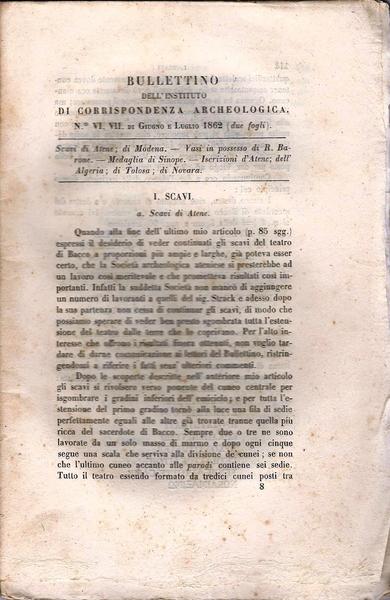 BULLETTINO
DELL'INSTITUTO
DI CORRISPONDENZA ARCHEOLOGICA.
N.º VI, VII. DI GIUGNO E LUGLIO 1862 (due fogli).
Scavi di Atene; di Modena. — Vasi in possesso di R. Ba-
rone. — Medaglia di Sinope. — Iscrizioni d'Atene; dell'
Algeria; di Tolosa; di Novara.
I. SCAVI.
a. Scavi di Atene.
Quando alla fine dell'ultimo mio articolo (p. 85 sgg.)
espressi il desiderio di veder continuati gli scavi del teatro
di Bacco a proporzioni più ampie e larghe, già poteva esser
certo, che la Società archeologica ateniese si presterebbe ad
un lavoro così meritevole e che prometteva risultati così im-
portanti. Infatti la suddetta Società non mancò di aggiungere
un numero di lavoranti a quelli del sig. Strack e adesso dopo
la sua partenza non cessa di continuar gli scavi, di modo che
possiamo sperare di veder ben presto sgombrata tutta l'esten-
sione del teatro dalle terre che lo coprivano. Per l'alto in-
teresse che offrono i risultati finora ottenuti, non voglio tar-
dare di darne comunicazione ai lettori del Bullettino, ristrin-
gendomi a riferire i fatti senz'ulteriori commenti.
Dopo le scoperte descritte nell'anteriore mio articolo
gli scavi si rivolsero verso ponente del cuneo centrale per
isgombrare i gradini inferiori dell'emiciclo; e per tutta l'e-
stensione del primo gradino tornò alla luce una fila di sedie
perfettamente eguali alle altre già trovate tranne quella più
ricca del sacerdote di Bacco. Sempre due o tre ne sono
lavorate da un solo masso di marmo e dopo ogni cinque
segue una scala che serviva alla divisione de' cunei; se non
che l'ultimo cuneo accanto alle parodi contiene sei sedie.
Tutto il teatro essendo formato da tredici cunei posti tra
8